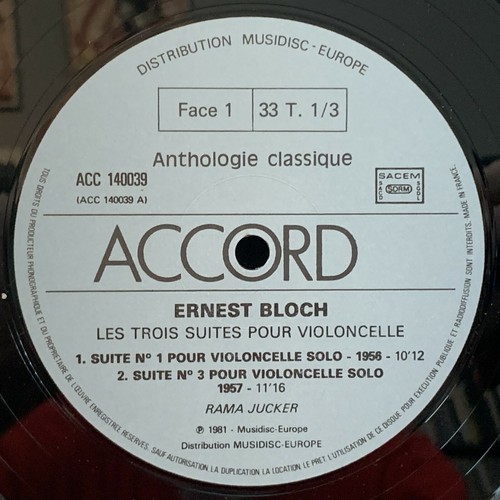 DISTRIBUTION MUSIDISC - EUROPE
Face 1 33 T. 1/3
Anthologie classique
ACC 140039
(ACC 140039 A)
SACEM
SACD SDRM SGDL
ACCORD
ERNEST BLOCH
LES TROIS SUITES POUR VIOLONCELLE
1. SUITE Nº 1 POUR VIOLONCELLE SOLO - 1956 - 10'12
2. SUITE Nº 3 POUR VIOLONCELLE SOLO
1957 - 11'16
RAMA JUCKER
℗ 1981 - Musidisc-Europe
Distribution MUSIDISC-EUROPE
TOUS DROITS DU PRODUCTEUR PHONOGRAPHIQUE ET DU PROPRIETAIRE DE L'ŒUVRE ENREGISTREE RESERVES. SAUF AUTORISATION LA DUPLICATION LA LOCATION LE PRET L'UTILISATION DE CE DISQUE POUR EXECUTION PUBLIQUE ET RADIODIFFUSION SONT INTERDITS. MADE IN FRANCE.